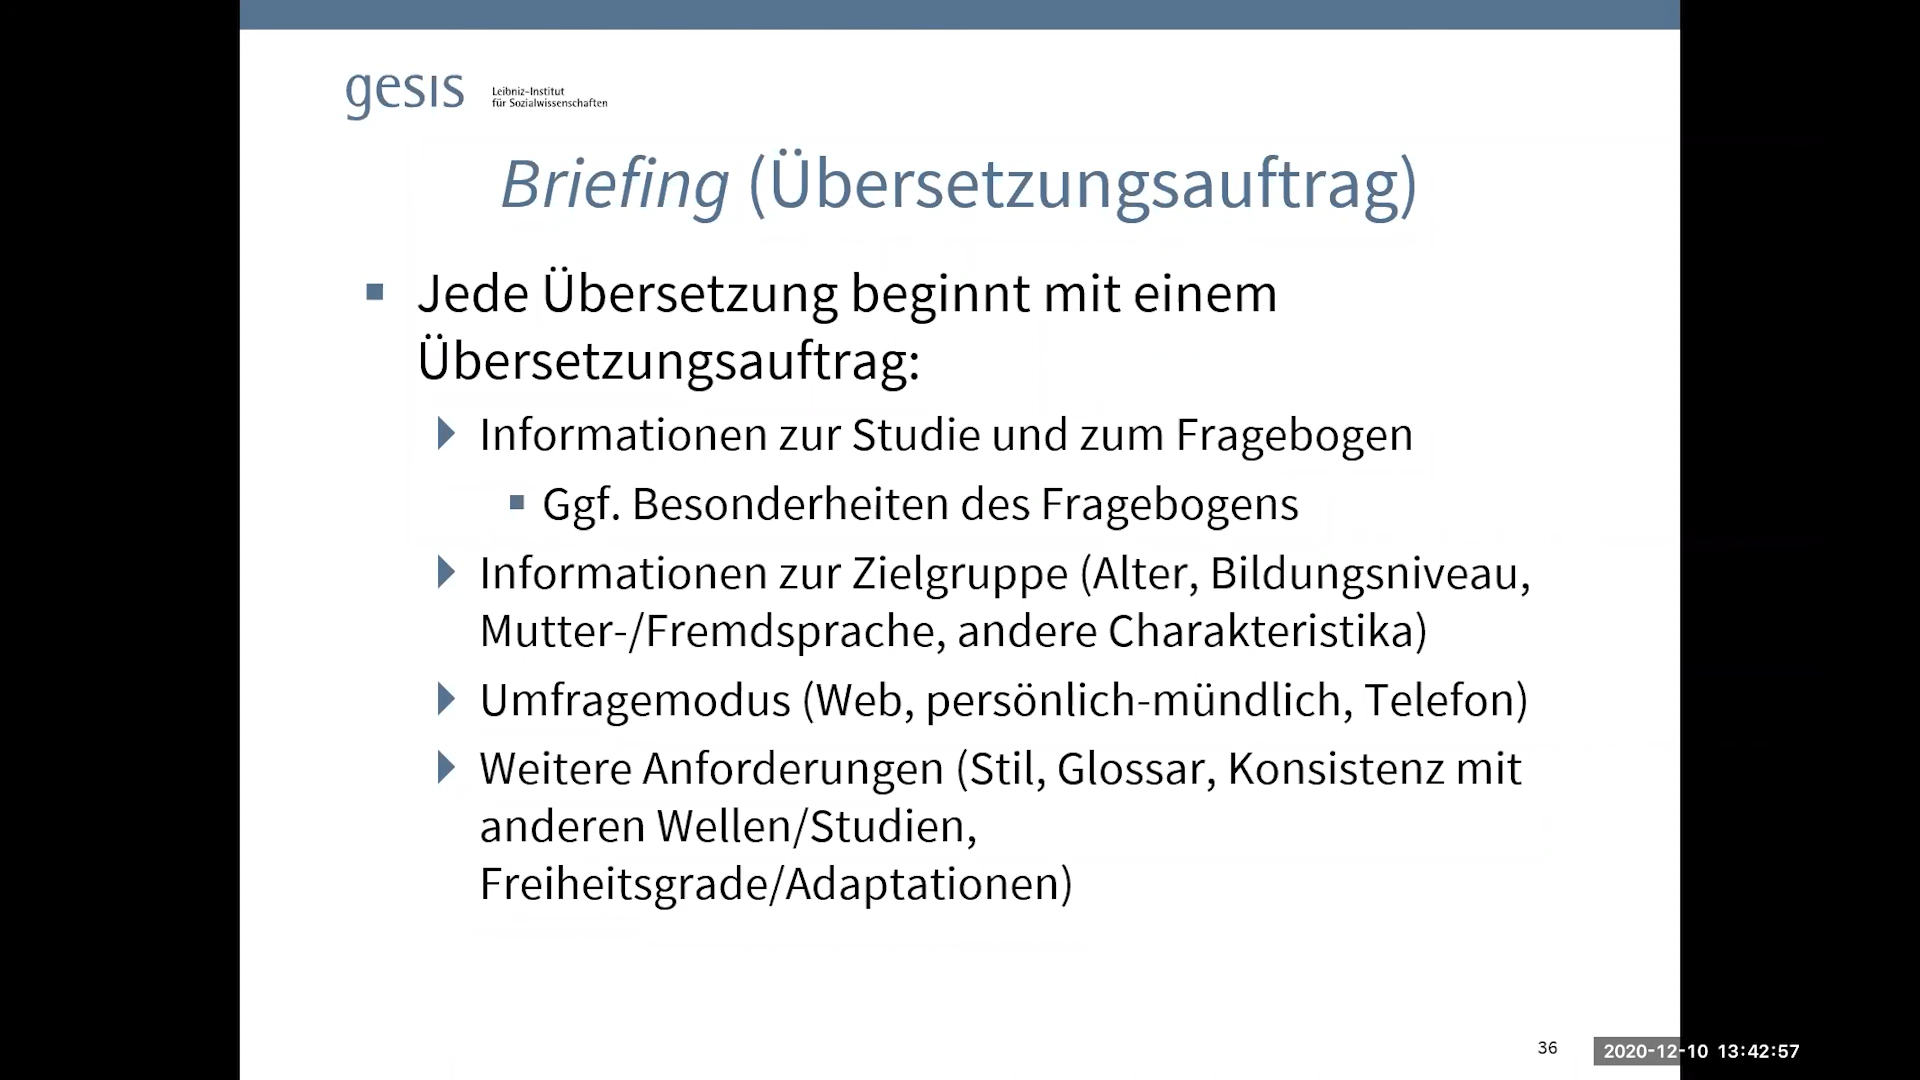 gesis
Leibniz-Institut
für Sozialwissenschaften
Briefing (Übersetzungsauftrag)
Jede Übersetzung beginnt mit einem
Übersetzungsauftrag:
Informationen zur Studie und zum Fragebogen
Ggf. Besonderheiten des Fragebogens
Informationen zur Zielgruppe (Alter, Bildungsniveau,
Mutter-/Fremdsprache, andere Charakteristika)
Umfragemodus (Web, persönlich-mündlich, Telefon)
Weitere Anforderungen (Stil, Glossar, Konsistenz mit
anderen Wellen/Studien,
Freiheitsgrade/Adaptationen)
36
2020-12-10 13:42:57